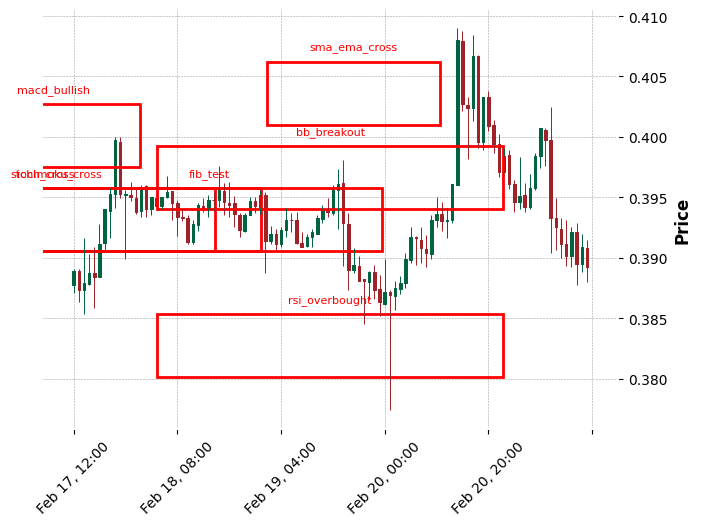 0.410
sma_ema_cross
0.405
macd_bullish
bb_breakout
0.400
fib_test
0.395
Price
0.390
rsi_overbought
0.385
0.380
Feb 17, 12:00
Feb 18, 08:00
Feb 19, 04:00
Feb 20, 00:00
Feb 20, 20:00